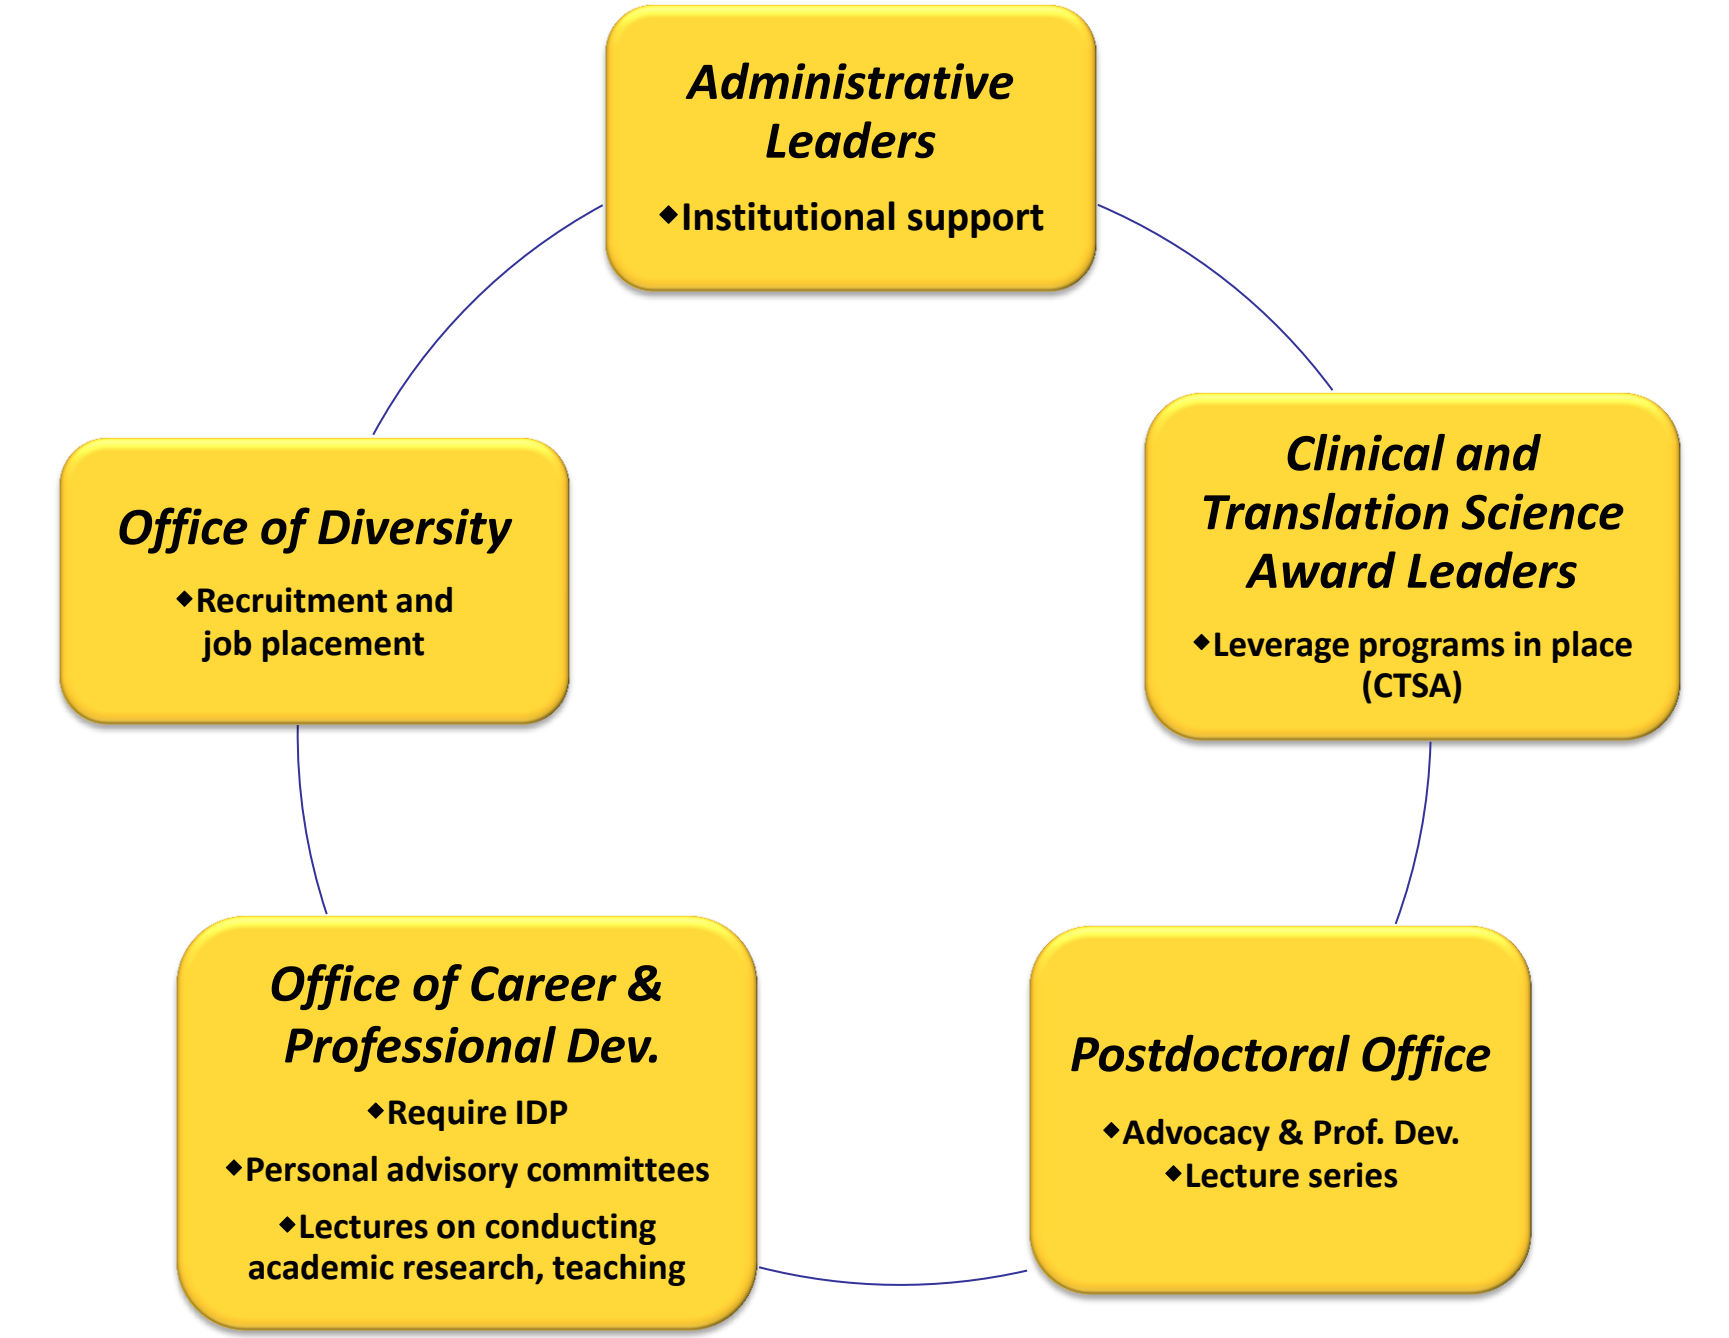 Administrative
Leaders
◆Institutional support
Clinical and
Translation Science
Award Leaders
◆Leverage programs in place
(CTSA)
Postdoctoral Office
◆Advocacy & Prof. Dev.
◆Lecture series
Office of Career &
Professional Dev.
◆Require IDP
◆Personal advisory committees
◆Lectures on conducting
academic research, teaching
Office of Diversity
◆Recruitment and
job placement